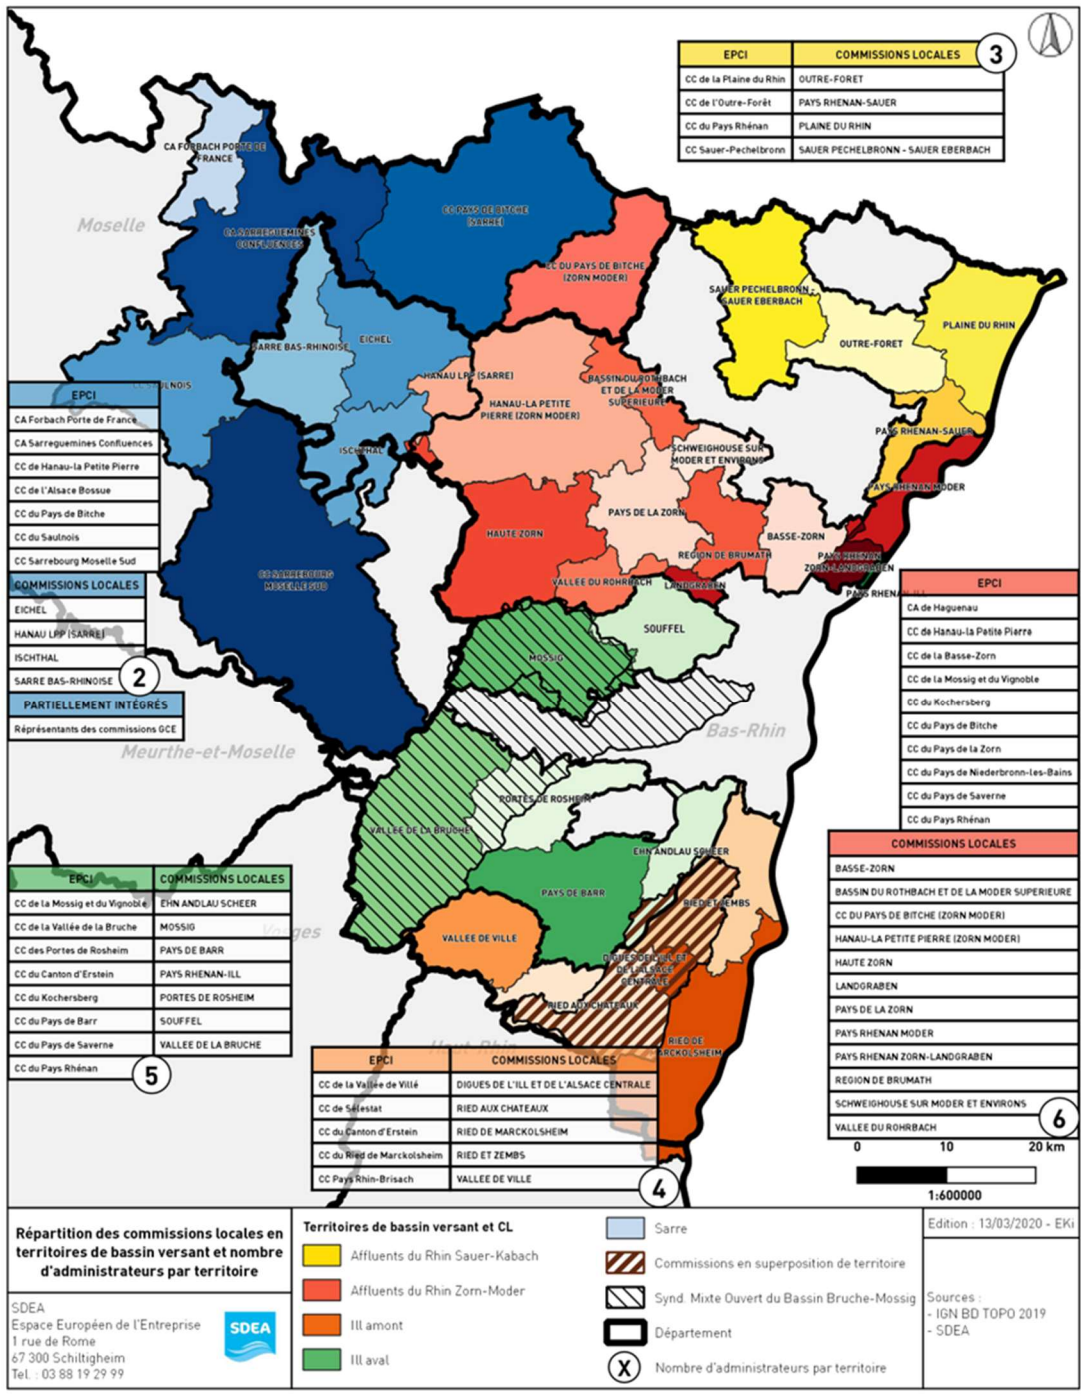 EPCI COMMISSIONS LOCALES 3
CC de la Plaine du Rhin OUTRE-FORET
CC de l'Outre-Forêt PAYS RHENAN-SAUER
CC du Pays Rhénan PLAINE DU RHIN
CC Sauer-Pechelbronn SAUER PECHELBRONN - SAUER EBERBACH
CA FORBACH PORTE DE
FRANCE
Moselle
CC PAYS DE BITCHE
(SARRE)
CA SARREGUEMINES
CONFLUENCES
CC DU PAYS DE BITCHE
(ZORN MODER)
SAUER PECHELBRONN -
SAUER EBERBACH
PLAINE DU RHIN
OUTRE-FORET
EICHEL
SARRE BAS-RHINOISE
HANAU LPP (SARRE)
BASSIN DU ROTHBACH
ET DE LA MODER
SUPERIEURE
HANAU-LA PETITE
PIERRE (ZORN MODER)
CC SAULNOIS
PAYS RHENAN-SAUER
SCHWEIGHOUSE SUR
MODER ET ENVIRONS
ISCHTHAL
PAYS RHENAN MODER
PAYS DE LA ZORN
HAUTE ZORN
BASSE-ZORN
REGION DE BRUMATH
PAYS RHENAN
ZORN-LANDGRABEN
VALLEE DU ROHRBACH
LANDGRABEN
PAYS RHENAN-ILL
CC SARREBOURG
MOSELLE SUD
SOUFFEL
MOSSIG
Bas-Rhin
Meurthe-et-Moselle
PORTES DE ROSHEIM
VALLEE DE LA BRUCHE
EHN ANDLAU SCHEER
PAYS DE BARR
RIED ET ZEMBS
VALLEE DE VILLE
Vosges
DIGUES DE L'ILL ET
DE L'ALSACE
CENTRALE
RIED AUX CHATEAUX
RIED DE
MARCKOLSHEIM
Haut-Rhin
EPCI
CA Forbach Porte de France
CA Sarreguemines Confluences
CC de Hanau-la Petite Pierre
CC de l'Alsace Bossue
CC du Pays de Bitche
CC du Saulnois
CC Sarrebourg Moselle Sud
COMMISSIONS LOCALES
EICHEL
HANAU LPP (SARRE)
ISCHTHAL
SARRE BAS-RHINOISE 2
PARTIELLEMENT INTÉGRÉS
Réprésentants des commissions GCE
EPCI
CA de Haguenau
CC de Hanau-la Petite Pierre
CC de la Basse-Zorn
CC de la Mossig et du Vignoble
CC du Kochersberg
CC du Pays de Bitche
CC du Pays de la Zorn
CC du Pays de Niederbronn-les-Bains
CC du Pays de Saverne
CC du Pays Rhénan
COMMISSIONS LOCALES
BASSE-ZORN
BASSIN DU ROTHBACH ET DE LA MODER SUPERIEURE
CC DU PAYS DE BITCHE (ZORN MODER)
HANAU-LA PETITE PIERRE (ZORN MODER)
HAUTE ZORN
LANDGRABEN
PAYS DE LA ZORN
PAYS RHENAN MODER
PAYS RHENAN ZORN-LANDGRABEN
REGION DE BRUMATH
SCHWEIGHOUSE SUR MODER ET ENVIRONS
VALLEE DU ROHRBACH
6
EPCI COMMISSIONS LOCALES
CC de la Mossig et du Vignoble EHN ANDLAU SCHEER
CC de la Vallée de la Bruche MOSSIG
CC des Portes de Rosheim PAYS DE BARR
CC du Canton d'Erstein PAYS RHENAN-ILL
CC du Kochersberg PORTES DE ROSHEIM
CC du Pays de Barr SOUFFEL
CC du Pays de Saverne VALLEE DE LA BRUCHE
CC du Pays Rhénan 5
EPCI COMMISSIONS LOCALES
CC de la Vallée de Villé DIGUES DE L'ILL ET DE L'ALSACE CENTRALE
CC de Sélestat RIED AUX CHATEAUX
CC du Canton d'Erstein RIED DE MARCKOLSHEIM
CC du Ried de Marckolsheim RIED ET ZEMBS
CC Pays Rhin-Brisach VALLEE DE VILLE
4
0 10 20 km
1:600000
Répartition des commissions locales en
territoires de bassin versant et nombre
d'administrateurs par territoire
SDEA
Espace Européen de l'Entreprise
1 rue de Rome
67 300 Schiltigheim
Tel. : 03 88 19 29 99
SDEA
Territoires de bassin versant et CL
Affluents du Rhin Sauer-Kabach
Affluents du Rhin Zorn-Moder
Ill amont
Ill aval
Sarre
Commissions en superposition de territoire
Synd. Mixte Ouvert du Bassin Bruche-Mossig
Département
X Nombre d'administrateurs par territoire
Edition : 13/03/2020 - EKi
Sources :
- IGN BD TOPO 2019
- SDEA